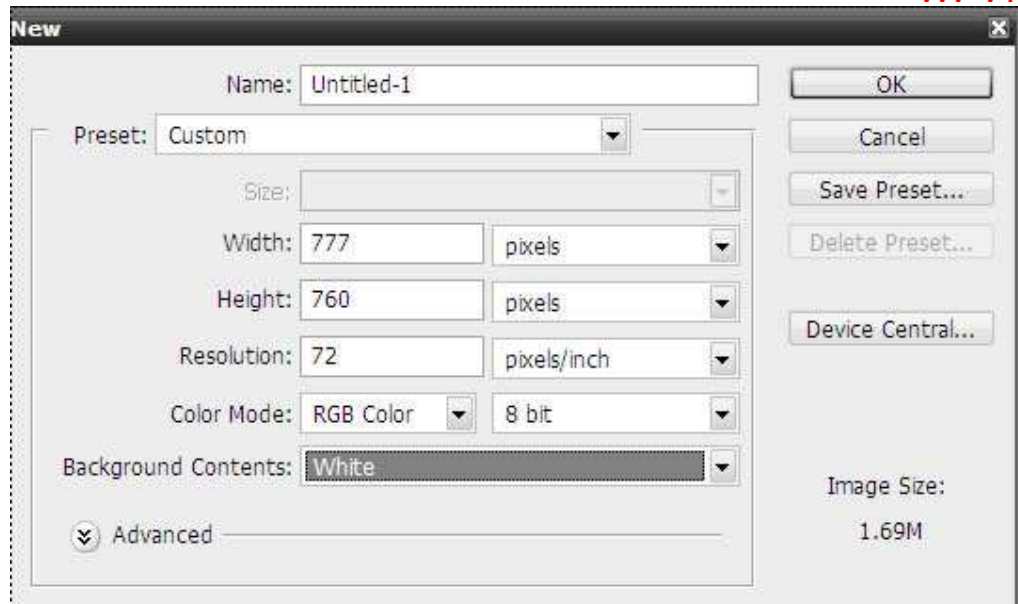 New
Name: Untitled-1
OK
Preset: Custom
Cancel
Size:
Save Preset...
Width: 777 pixels
Delete Preset...
Height: 760 pixels
Device Central...
Resolution: 72 pixels/inch
Color Mode: RGB Color 8 bit
Background Contents: White
Image Size:
Advanced
1.69M